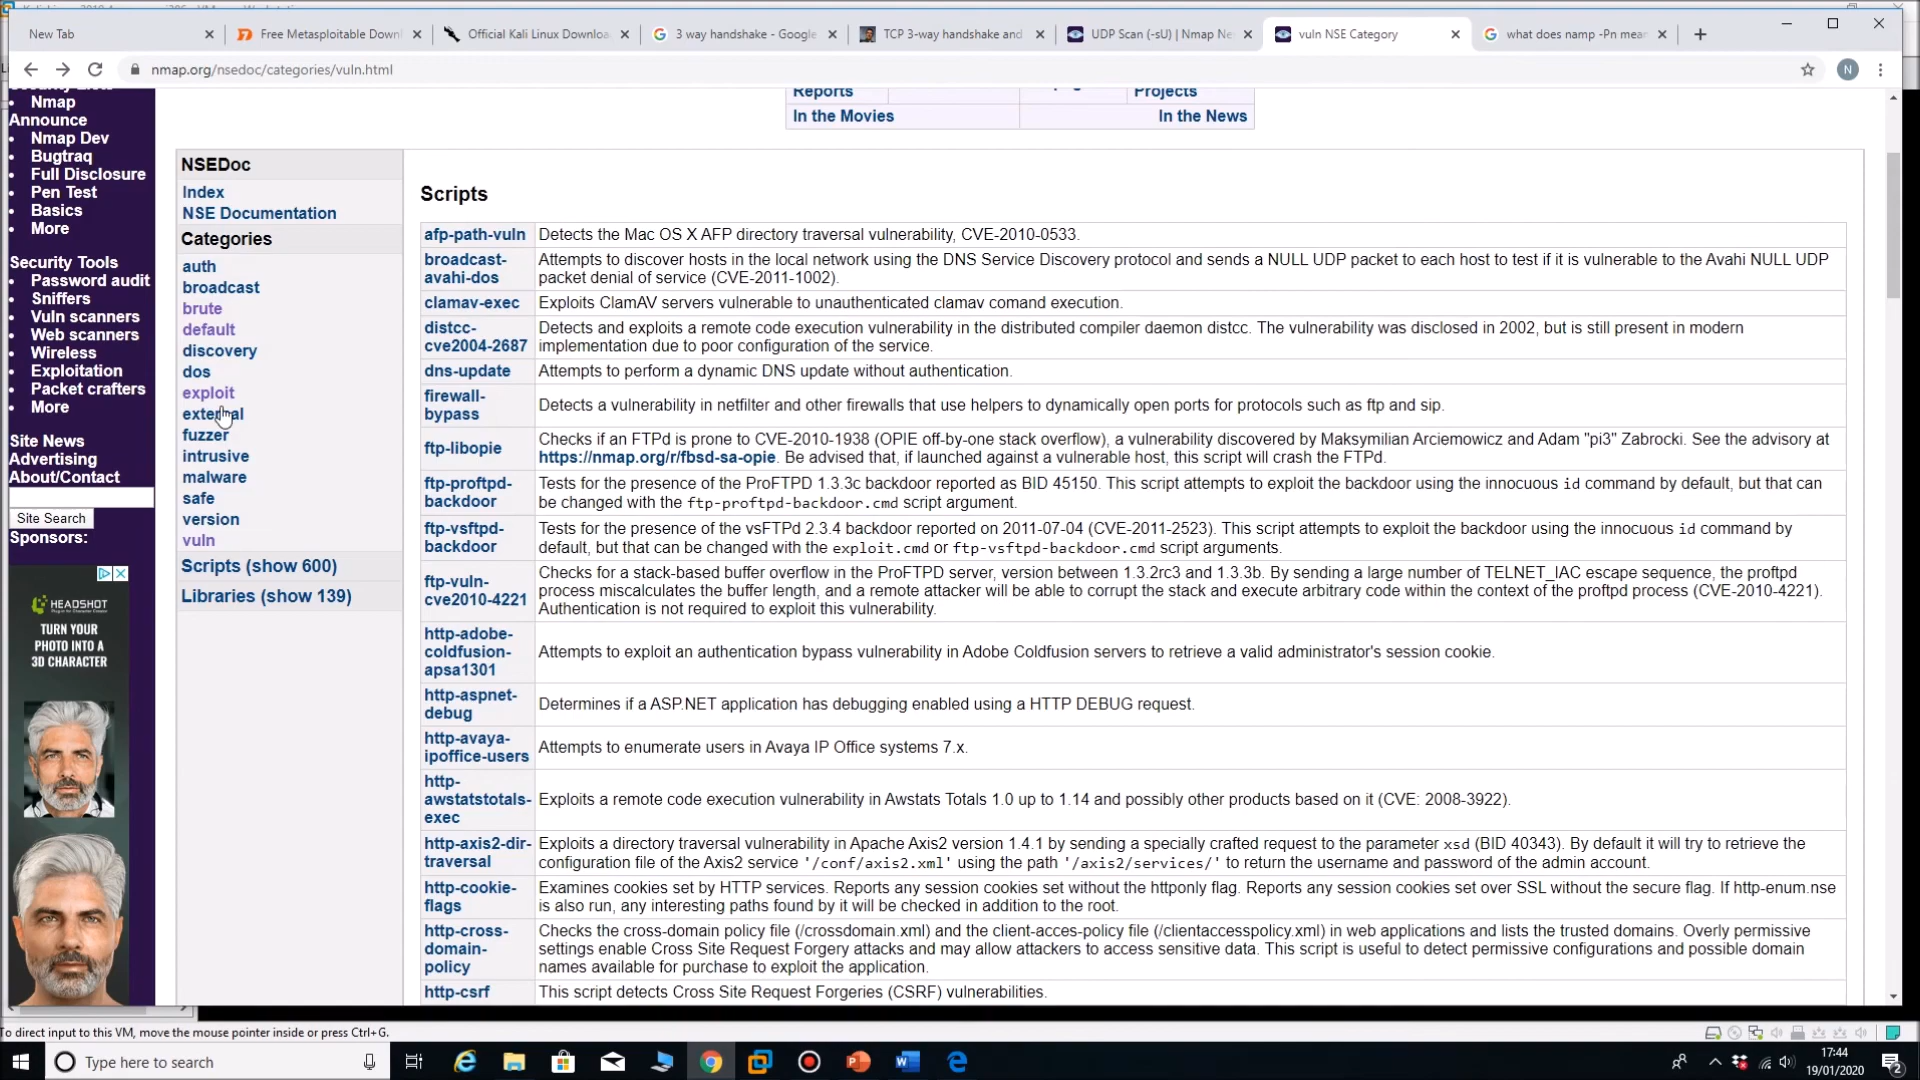 New Tab
Free Metasploitable Down
Official Kali Linux Downloa
3 way handshake - Google
TCP 3-way handshake and
UDP Scan (-sU) | Nmap Ne
vuln NSE Category
what does namp -Pn mean
nmap.org/nsedoc/categories/vuln.html
N
Security Lists
Nmap
Announce
Nmap Dev
Bugtraq
Full Disclosure
Pen Test
Basics
More
Security Tools
Password audit
Sniffers
Vuln scanners
Web scanners
Wireless
Exploitation
Packet crafters
More
Site News
Advertising
About/Contact
Site Search
Sponsors:
HEADSHOT
TURN YOUR
PHOTO INTO A
3D CHARACTER
Reports
Projects
In the Movies
In the News
NSEDoc
Index
NSE Documentation
Categories
auth
broadcast
brute
default
discovery
dos
exploit
external
fuzzer
intrusive
malware
safe
version
vuln
Scripts (show 600)
Libraries (show 139)
Scripts
afp-path-vuln
Detects the Mac OS X AFP directory traversal vulnerability, CVE-2010-0533.
broadcast-
avahi-dos
Attempts to discover hosts in the local network using the DNS Service Discovery protocol and sends a NULL UDP packet to each host to test if it is vulnerable to the Avahi NULL UDP
packet denial of service (CVE-2011-1002).
clamav-exec
Exploits ClamAV servers vulnerable to unauthenticated clamav comand execution.
distcc-
cve2004-2687
Detects and exploits a remote code execution vulnerability in the distributed compiler daemon distcc. The vulnerability was disclosed in 2002, but is still present in modern
implementation due to poor configuration of the service.
dns-update
Attempts to perform a dynamic DNS update without authentication.
firewall-
bypass
Detects a vulnerability in netfilter and other firewalls that use helpers to dynamically open ports for protocols such as ftp and sip.
ftp-libopie
Checks if an FTPd is prone to CVE-2010-1938 (OPIE off-by-one stack overflow), a vulnerability discovered by Maksymilian Arciemowicz and Adam "pi3" Zabrocki. See the advisory at
https://nmap.org/r/fbsd-sa-opie. Be advised that, if launched against a vulnerable host, this script will crash the FTPd.
ftp-proftpd-
backdoor
Tests for the presence of the ProFTPD 1.3.3c backdoor reported as BID 45150. This script attempts to exploit the backdoor using the innocuous id command by default, but that can
be changed with the ftp-proftpd-backdoor.cmd script argument.
ftp-vsftpd-
backdoor
Tests for the presence of the vsFTPd 2.3.4 backdoor reported on 2011-07-04 (CVE-2011-2523). This script attempts to exploit the backdoor using the innocuous id command by
default, but that can be changed with the exploit.cmd or ftp-vsftpd-backdoor.cmd script arguments.
ftp-vuln-
cve2010-4221
Checks for a stack-based buffer overflow in the ProFTPD server, version between 1.3.2rc3 and 1.3.3b. By sending a large number of TELNET_IAC escape sequence, the proftpd
process miscalculates the buffer length, and a remote attacker will be able to corrupt the stack and execute arbitrary code within the context of the proftpd process (CVE-2010-4221).
Authentication is not required to exploit this vulnerability.
http-adobe-
coldfusion-
apsa1301
Attempts to exploit an authentication bypass vulnerability in Adobe Coldfusion servers to retrieve a valid administrator's session cookie.
http-aspnet-
debug
Determines if a ASP.NET application has debugging enabled using a HTTP DEBUG request.
http-avaya-
ipoffice-users
Attempts to enumerate users in Avaya IP Office systems 7.x.
http-
awstatstotals-
exec
Exploits a remote code execution vulnerability in Awstats Totals 1.0 up to 1.14 and possibly other products based on it (CVE: 2008-3922).
http-axis2-dir-
traversal
Exploits a directory traversal vulnerability in Apache Axis2 version 1.4.1 by sending a specially crafted request to the parameter xsd (BID 40343). By default it will try to retrieve the
configuration file of the Axis2 service '/conf/axis2.xml' using the path '/axis2/services/' to return the username and password of the admin account.
http-cookie-
flags
Examines cookies set by HTTP services. Reports any session cookies set without the httponly flag. Reports any session cookies set over SSL without the secure flag. If http-enum.nse
is also run, any interesting paths found by it will be checked in addition to the root.
http-cross-
domain-
policy
Checks the cross-domain policy file (/crossdomain.xml) and the client-acces-policy file (/clientaccesspolicy.xml) in web applications and lists the trusted domains. Overly permissive
settings enable Cross Site Request Forgery attacks and may allow attackers to access sensitive data. This script is useful to detect permissive configurations and possible domain
names available for purchase to exploit the application.
http-csrf
This script detects Cross Site Request Forgeries (CSRF) vulnerabilities.
To direct input to this VM, move the mouse pointer inside or press Ctrl+G.
Type here to search
17:44
19/01/2020
2